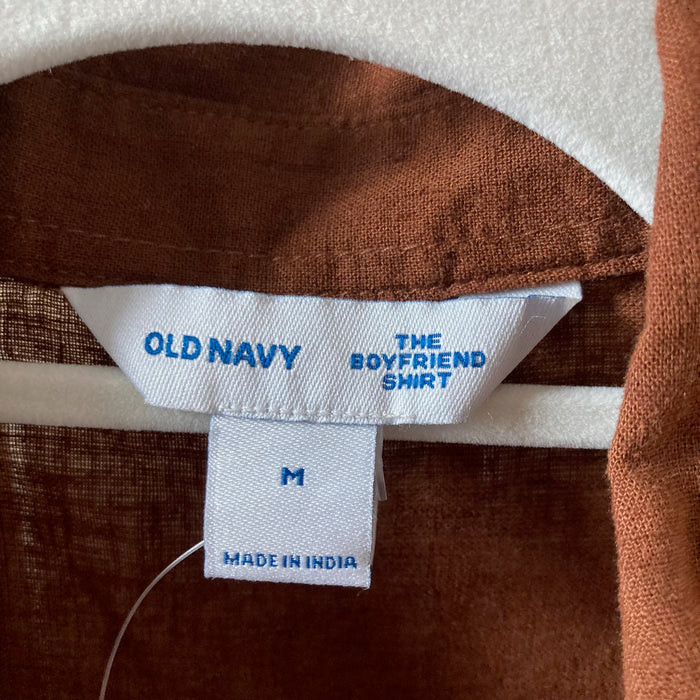 OLD NAVY
THE
BOYFRIEND
SHIRT
M
MADE IN INDIA